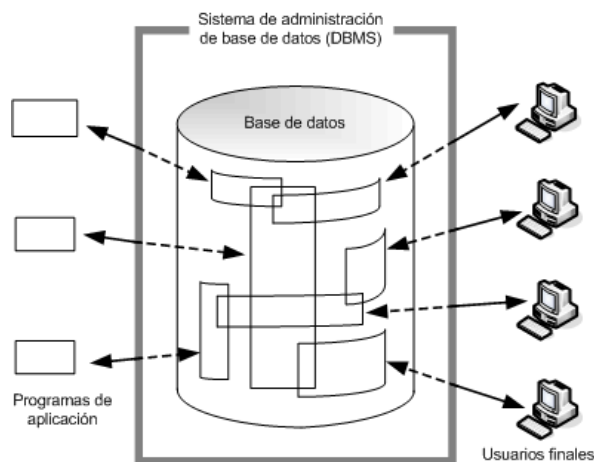 Sistema de administración
de base de datos (DBMS)
Base de datos
Programas de
aplicación
Usuarios finales